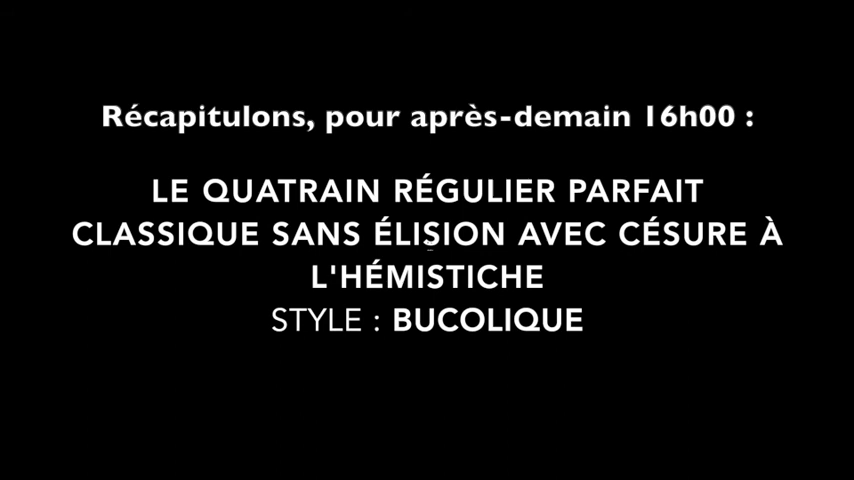 Récapitulons, pour après-demain 16h00 :
LE QUATRAIN RÉGULIER PARFAIT
CLASSIQUE SANS ÉLISION AVEC CÉSURE À
L'HÉMISTICHE
STYLE : BUCOLIQUE